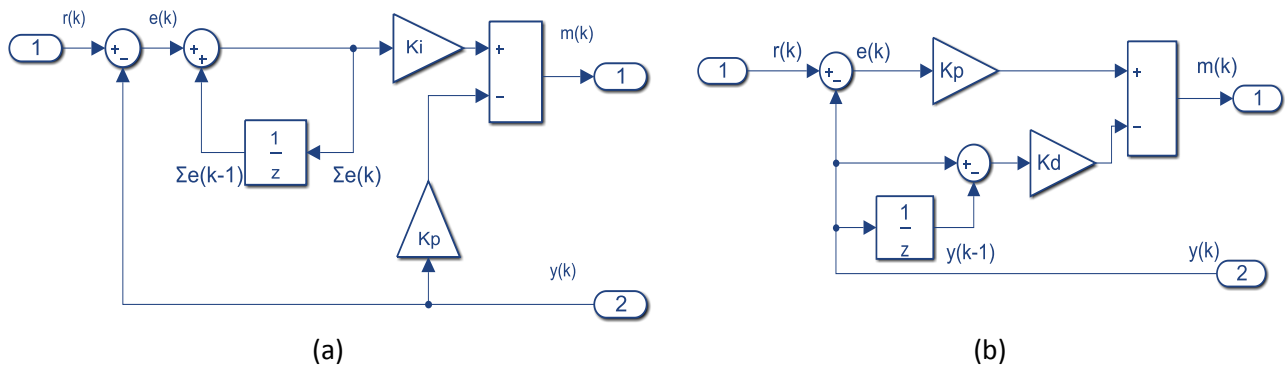 r(k)
e(k)
1
+
-
+
+
Ki
+
-
m(k)
1
1
z
Σe(k-1)
Σe(k)
Kp
y(k)
2
(a)
r(k)
e(k)
1
+
-
Kp
+
-
m(k)
1
+
-
Kd
1
z
y(k-1)
y(k)
2
(b)